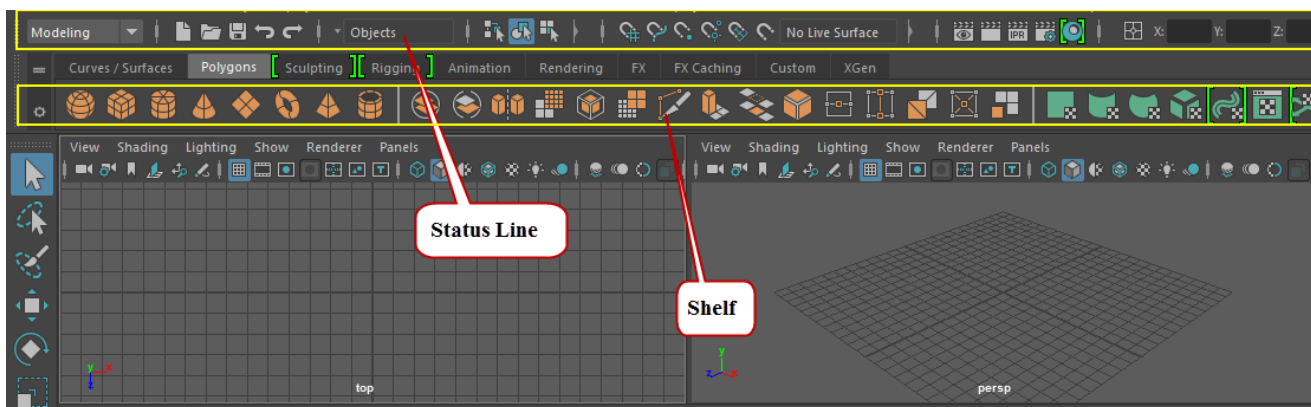 Modeling Objects No Live Surface IPR X: Y: Z:
Curves / Surfaces Polygons Sculpting Rigging Animation Rendering FX FX Caching Custom XGen
View Shading Lighting Show Renderer Panels
View Shading Lighting Show Renderer Panels
Status Line
Shelf
y x
z
top
y
z x
persp